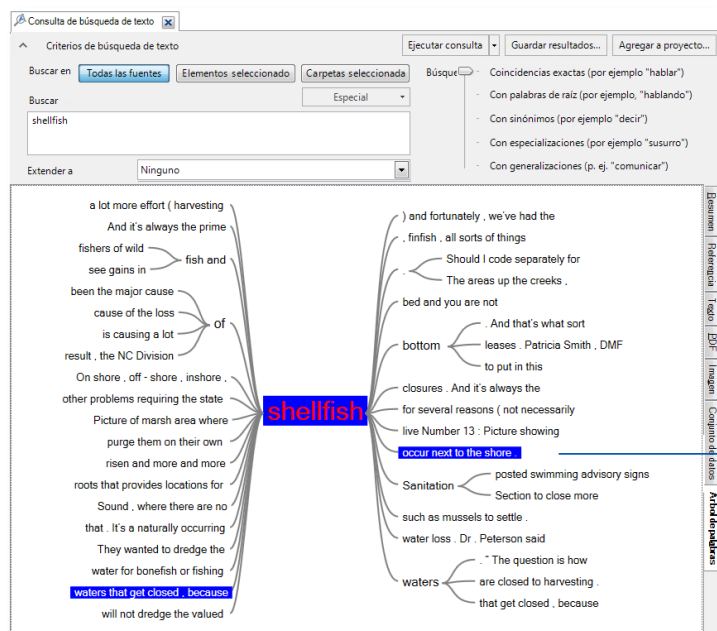 Consulta de búsqueda de texto
Criterios de búsqueda de texto
Ejecutar consulta
Guardar resultados...
Agregar a proyecto...
Buscar en
Todas las fuentes
Elementos seleccionado
Carpetas seleccionada
Búsque
Coincidencias exactas (por ejemplo "hablar")
Buscar
Especial
Con palabras de raíz (por ejemplo, "hablando")
shellfish
Con sinónimos (por ejemplo "decir")
Con especializaciones (por ejemplo "susurro")
Extender a
Ninguno
Con generalizaciones (p. ej. "comunicar")
a lot more effort ( harvesting
And it's always the prime
fishers of wild
see gains in
fish and
been the major cause
cause of the loss
is causing a lot
result , the NC Division
of
On shore , off - shore , inshore ,
other problems requiring the state
Picture of marsh area where
purge them on their own
risen and more and more
roots that provides locations for
Sound , where there are no
that . It's a naturally occurring
They wanted to dredge the
water for bonefish or fishing
waters that get closed , because
will not dredge the valued
shellfish
) and fortunately , we've had the
, finfish , all sorts of things
.
Should I code separately for
The areas up the creeks ,
bed and you are not
bottom
. And that's what sort
leases . Patricia Smith , DMF
to put in this
closures . And it's always the
for several reasons ( not necessarily
live Number 13 : Picture showing
occur next to the shore .
Sanitation
posted swimming advisory signs
Section to close more
such as mussels to settle .
water loss . Dr . Peterson said
waters
. " The question is how
are closed to harvesting .
that get closed , because
Resumen
Referencia
Texto
PDF
Imagen
Conjunto de datos
Arbol de palabras